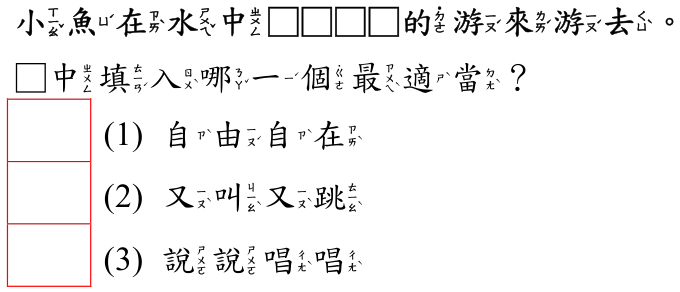 小魚在水中□□□□的游來游去。
□中填入哪一個最適當？
(1) 自由自在
(2) 又叫又跳
(3) 說說唱唱